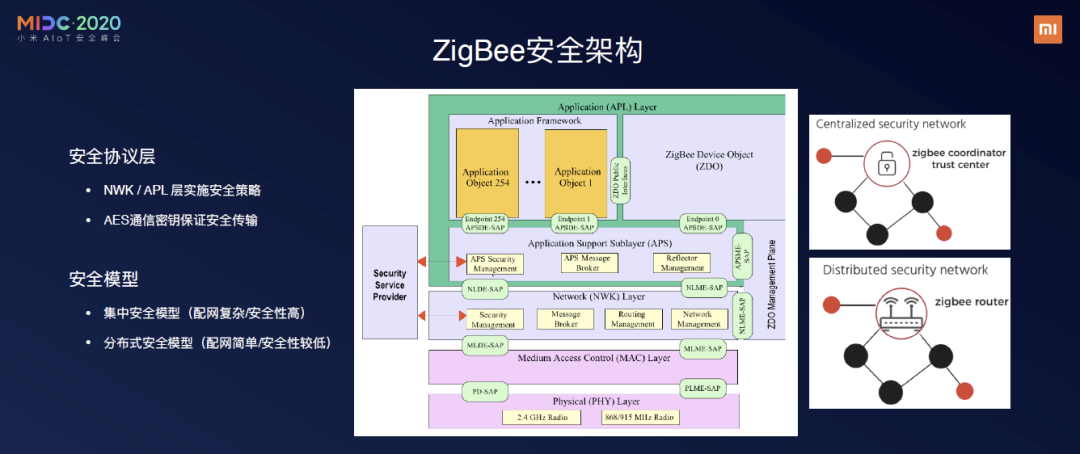 MIDC·2020
小米AIoT安全峰会
ZigBee安全架构
mi
安全协议层
• NWK / APL 层实施安全策略
• AES通信密钥保证安全传输
安全模型
• 集中安全模型（配网复杂/安全性高）
• 分布式安全模型（配网简单/安全性较低）
Application (APL) Layer
Application Framework
Application
Object 254
...
Application
Object 1
ZDO Public
Interfaces
ZigBee Device Object
(ZDO)
Endpoint 254
APSDE-SAP
Endpoint 1
APSDE-SAP
Endpoint 0
APSDE-SAP
Application Support Sublayer (APS)
APS Security
Management
APS Message
Broker
Reflector
Management
APSME-
SAP
ZDO Management Plane
Security
Service
Provider
NLDE-SAP
NLME-SAP
Network (NWK) Layer
Security
Management
Message
Broker
Routing
Management
Network
Management
NLME-SAP
MLDE-SAP
MLME-SAP
Medium Access Control (MAC) Layer
PD-SAP
PLME-SAP
Physical (PHY) Layer
2.4 GHz Radio
868/915 MHz Radio
Centralized security network
zigbee coordinator
trust center
Distributed security network
zigbee router